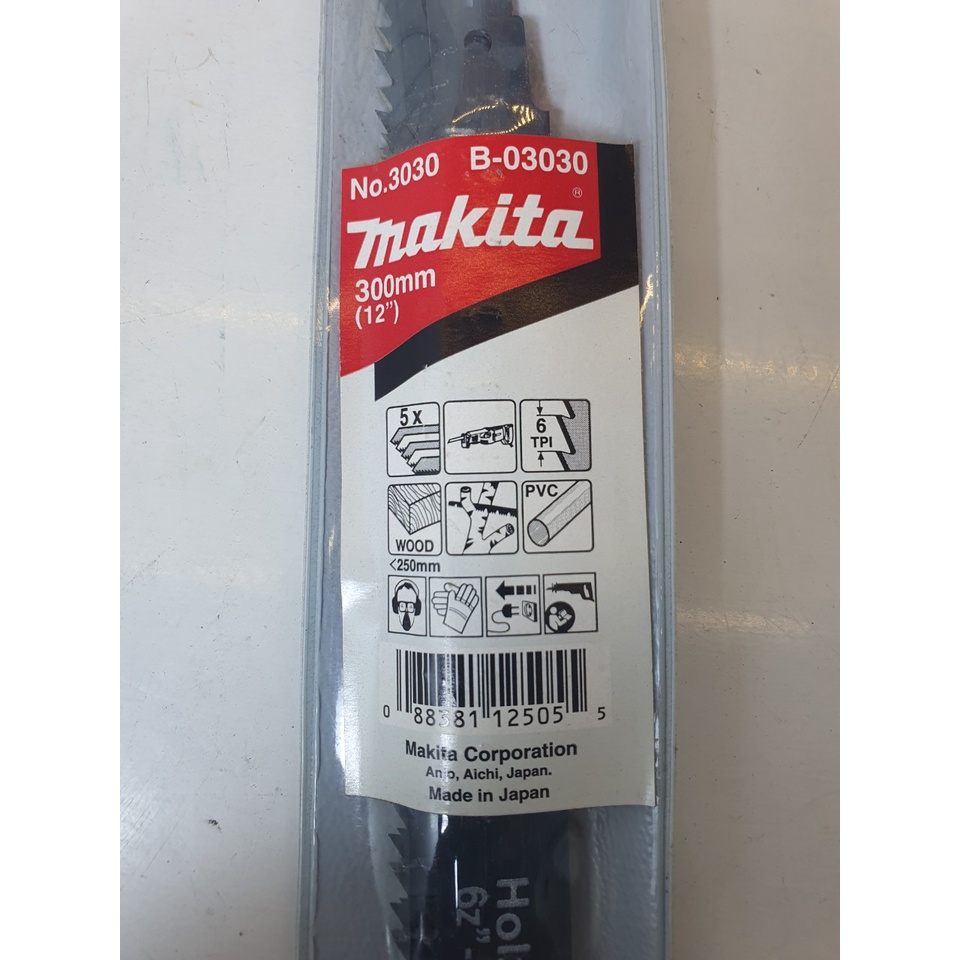 No.3030 B-03030
makita®
300mm
(12")
5 x
6
TPI
WOOD
PVC
<250mm
0 88381 12505 5
Makita Corporation
Anjo, Aichi, Japan.
Made in Japan